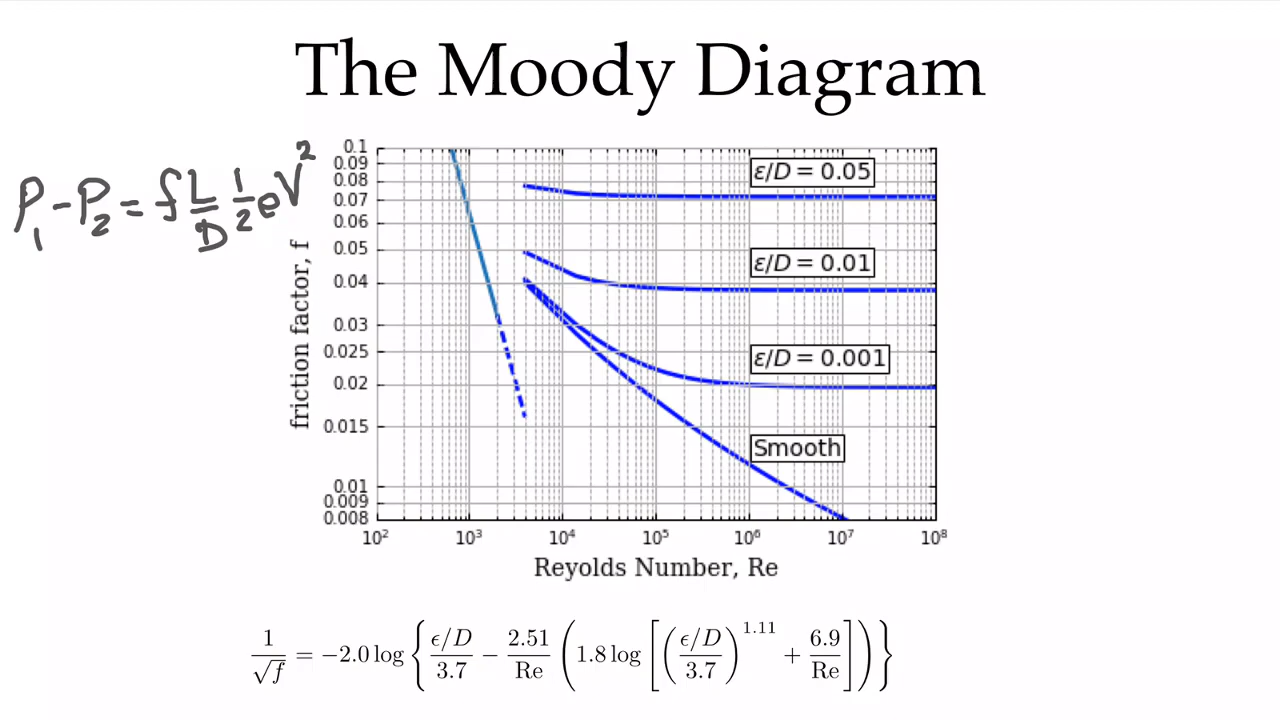 The Moody Diagram
P₁-P₂ = f L/D 1/2 ρV²
friction factor, f
0.1
0.09
0.08
0.07
0.06
0.05
0.04
0.03
0.025
0.02
0.015
0.01
0.009
0.008
ε/D = 0.05
ε/D = 0.01
ε/D = 0.001
Smooth
10² 10³ 10⁴ 10⁵ 10⁶ 10⁷ 10⁸
Reyolds Number, Re
1/√f = −2.0 log { (ϵ/D)/3.7 − 2.51/Re ( 1.8 log [ ((ϵ/D)/3.7)^1.11 + 6.9/Re ] ) }